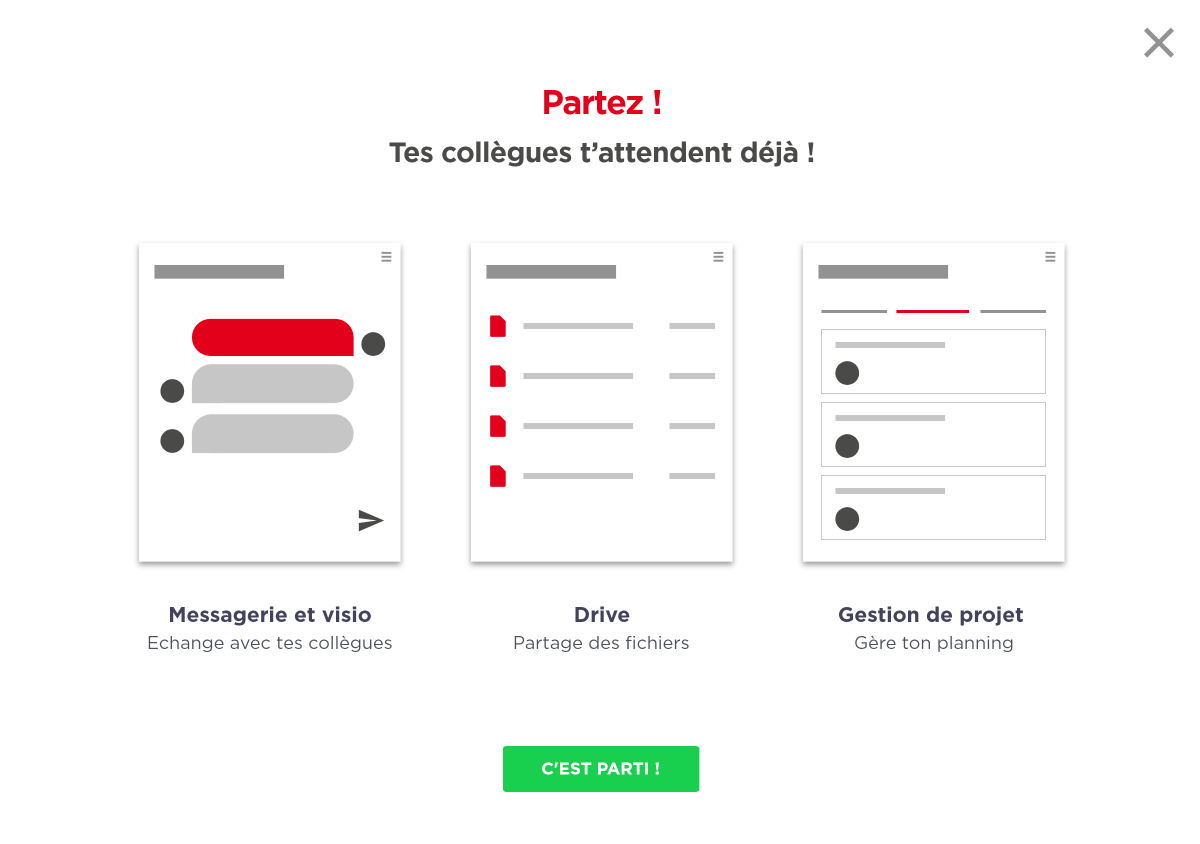 Partez !
Tes collègues t’attendent déjà !
Messagerie et visio
Echange avec tes collègues
Drive
Partage des fichiers
Gestion de projet
Gère ton planning
C'EST PARTI !